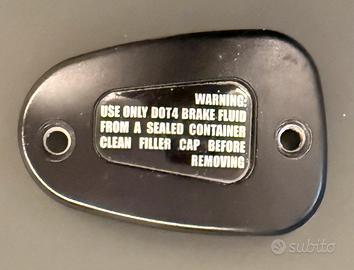 WARNING:
USE ONLY DOT4 BRAKE FLUID
FROM A SEALED CONTAINER
CLEAN FILLER CAP BEFORE
REMOVING
subito